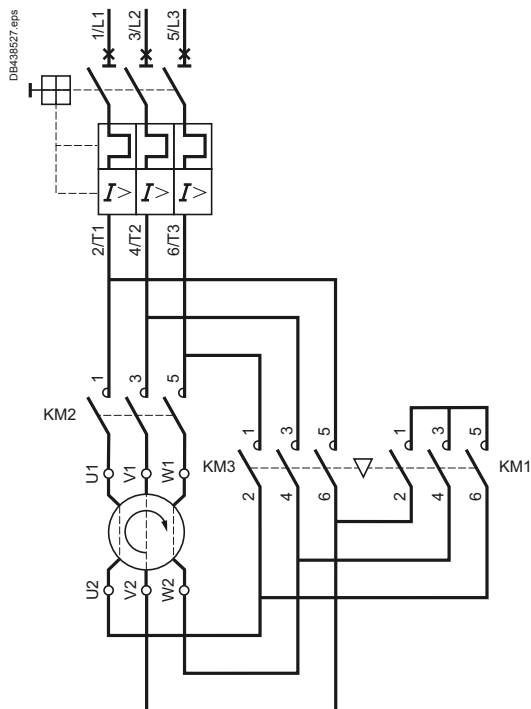 DB438527.eps
1/L1 3/L2 5/L3
I> I> I>
2/T1 4/T2 6/T3
KM2 1 3 5
U1 V1 W1
KM3 1 3 5
1 3 5 KM1
2 4 6
2 4 6
U2 V2 W2